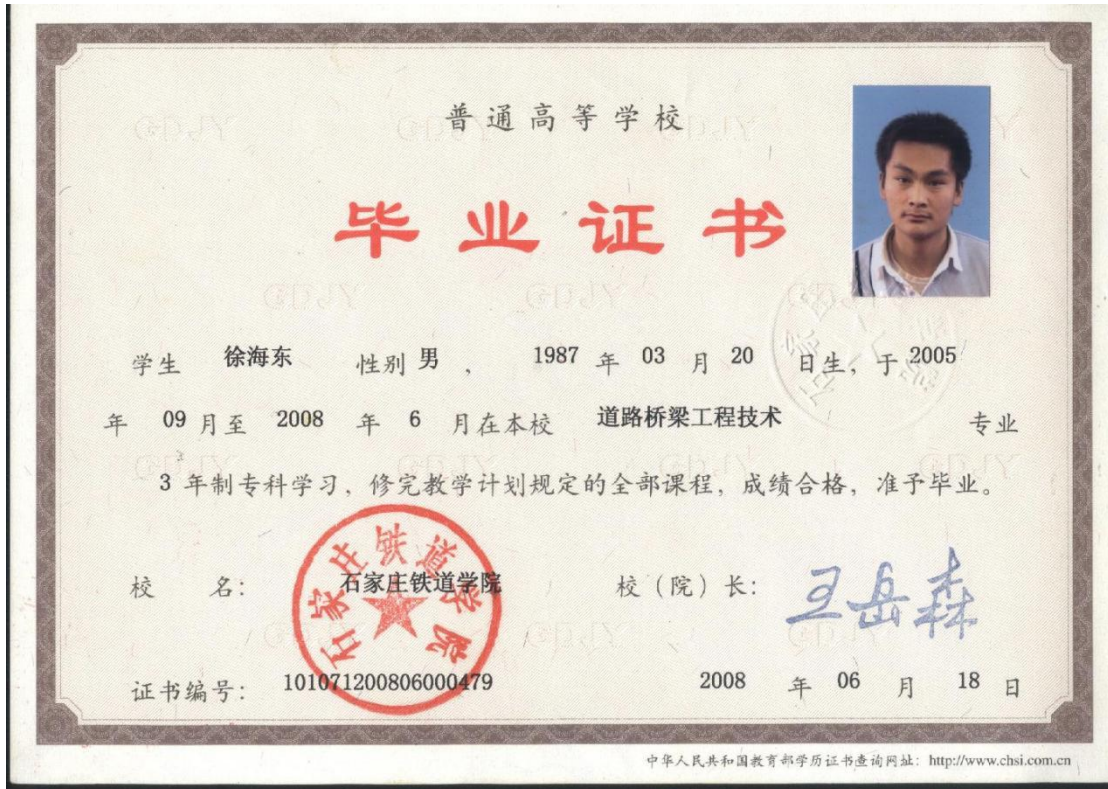 普通高等学校
毕业证书
学生 徐海东 性别 男 , 1987 年 03 月 20 日生, 于 2005
年 09 月至 2008 年 6 月在本校 道路桥梁工程技术 专业
3 年制专科学习, 修完教学计划规定的全部课程, 成绩合格, 准予毕业。
石家庄铁道学院
校 名: 石家庄铁道学院 校(院)长: 王岳森
证书编号: 101071200806000479 2008 年 06 月 18 日
中华人民共和国教育部学历证书查询网址: http://www.chsi.com.cn